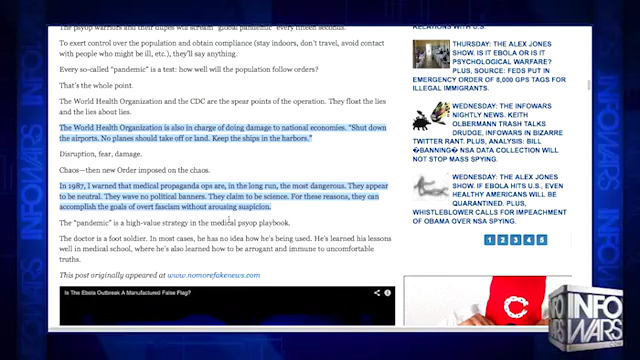 The psyop warriors and their dupes will scream "global pandemic" every fifteen seconds.
To exert control over the population and obtain compliance (stay indoors, don't travel, avoid contact
with people who might be ill, etc.), they'll say anything.
Every so-called "pandemic" is a test: how well will the population follow orders?
That's the whole point.
The World Health Organization and the CDC are the spear points of the operation. They float the lies
and the lies about lies.
The World Health Organization is also in charge of doing damage to national economies. "Shut down
the airports. No planes should take off or land. Keep the ships in the harbors."
Disruption, fear, damage.
Chaos—then new Order imposed on the chaos.
In 1987, I warned that medical propaganda ops are, in the long run, the most dangerous. They appear
to be neutral. They wave no political banners. They claim to be science. For these reasons, they can
accomplish the goals of overt fascism without arousing suspicion.
The "pandemic" is a high-value strategy in the medical psyop playbook.
The doctor is a foot soldier. In most cases, he has no idea how he's being used. He's learned his lessons
well in medical school, where he's also learned how to be arrogant and immune to uncomfortable
truths.
This post originally appeared at www.nomorefakenews.com
Is The Ebola Outbreak A Manufactured False Flag?
RELATIONS WITH U.S.
THURSDAY: THE ALEX JONES
SHOW. IS IT EBOLA OR IS IT
PSYCHOLOGICAL WARFARE?
PLUS, SOURCE: FEDS PUT IN
EMERGENCY ORDER OF 8,000 GPS TAGS FOR
ILLEGAL IMMIGRANTS.
WEDNESDAY: THE INFOWARS
NIGHTLY NEWS. KEITH
OLBERMANN TRASH TALKS
DRUDGE, INFOWARS IN BIZARRE
TWITTER RANT. PLUS, ANALYSIS: BILL
�BANNING� NSA DATA COLLECTION WILL
NOT STOP MASS SPYING.
WEDNESDAY: THE ALEX JONES
SHOW. IF EBOLA HITS U.S., EVEN
HEALTHY AMERICANS WILL BE
QUARANTINED. PLUS,
WHISTLEBLOWER CALLS FOR IMPEACHMENT
OF OBAMA OVER NSA SPYING.
1 2 3 4 5
C
INFO
WARS
.com